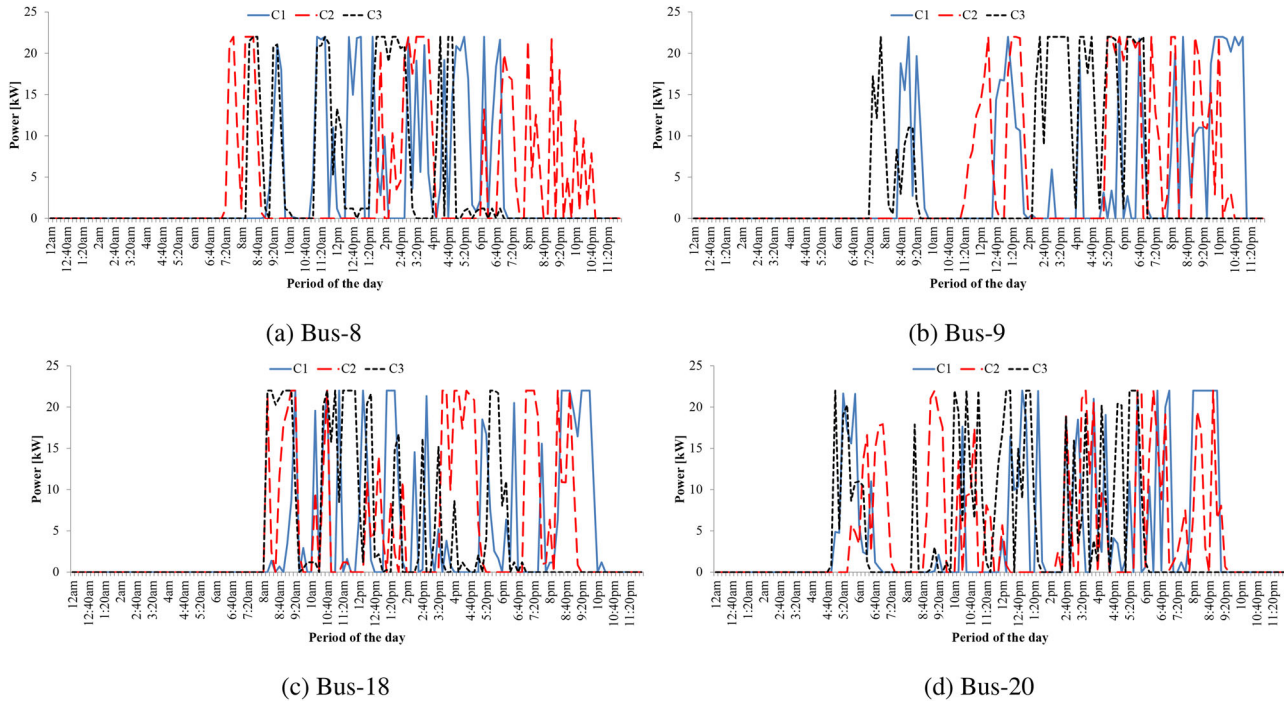 C1 C2 C3
25
20
15
10
5
0
Power [kW]
12am 12:40am 1:20am 2am 2:40am 3:20am 4am 4:40am 5:20am 6am 6:40am 7:20am 8am 8:40am 9:20am 10am 10:40am 11:20am 12pm 12:40pm 1:20pm 2pm 2:40pm 3:20pm 4pm 4:40pm 5:20pm 6pm 6:40pm 7:20pm 8pm 8:40pm 9:20pm 10pm 10:40pm 11:20pm
Period of the day
(a) Bus-8
C1 C2 C3
25
20
15
10
5
0
Power [kW]
12am 12:40am 1:20am 2am 2:40am 3:20am 4am 4:40am 5:20am 6am 6:40am 7:20am 8am 8:40am 9:20am 10am 10:40am 11:20am 12pm 12:40pm 1:20pm 2pm 2:40pm 3:20pm 4pm 4:40pm 5:20pm 6pm 6:40pm 7:20pm 8pm 8:40pm 9:20pm 10pm 10:40pm 11:20pm
Period of the day
(b) Bus-9
C1 C2 C3
25
20
15
10
5
0
Power [kW]
12am 12:40am 1:20am 2am 2:40am 3:20am 4am 4:40am 5:20am 6am 6:40am 7:20am 8am 8:40am 9:20am 10am 10:40am 11:20am 12pm 12:40pm 1:20pm 2pm 2:40pm 3:20pm 4pm 4:40pm 5:20pm 6pm 6:40pm 7:20pm 8pm 8:40pm 9:20pm 10pm 10:40pm 11:20pm
Period of the day
(c) Bus-18
C1 C2 C3
25
20
15
10
5
0
Power [kW]
12am 12:40am 1:20am 2am 2:40am 3:20am 4am 4:40am 5:20am 6am 6:40am 7:20am 8am 8:40am 9:20am 10am 10:40am 11:20am 12pm 12:40pm 1:20pm 2pm 2:40pm 3:20pm 4pm 4:40pm 5:20pm 6pm 6:40pm 7:20pm 8pm 8:40pm 9:20pm 10pm 10:40pm 11:20pm
Period of the day
(d) Bus-20